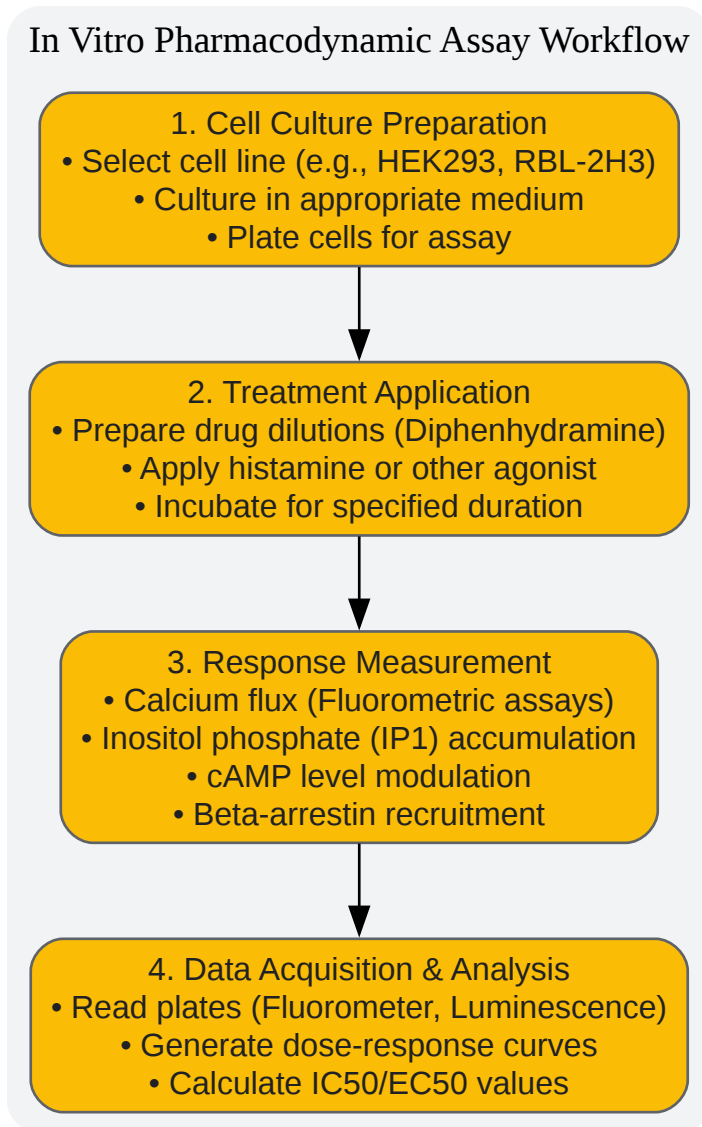 In Vitro Pharmacodynamic Assay Workflow
1. Cell Culture Preparation
• Select cell line (e.g., HEK293, RBL-2H3)
• Culture in appropriate medium
• Plate cells for assay
2. Treatment Application
• Prepare drug dilutions (Diphenhydramine)
• Apply histamine or other agonist
• Incubate for specified duration
3. Response Measurement
• Calcium flux (Fluorometric assays)
• Inositol phosphate (IP1) accumulation
• cAMP level modulation
• Beta-arrestin recruitment
4. Data Acquisition & Analysis
• Read plates (Fluorometer, Luminescence)
• Generate dose-response curves
• Calculate IC50/EC50 values